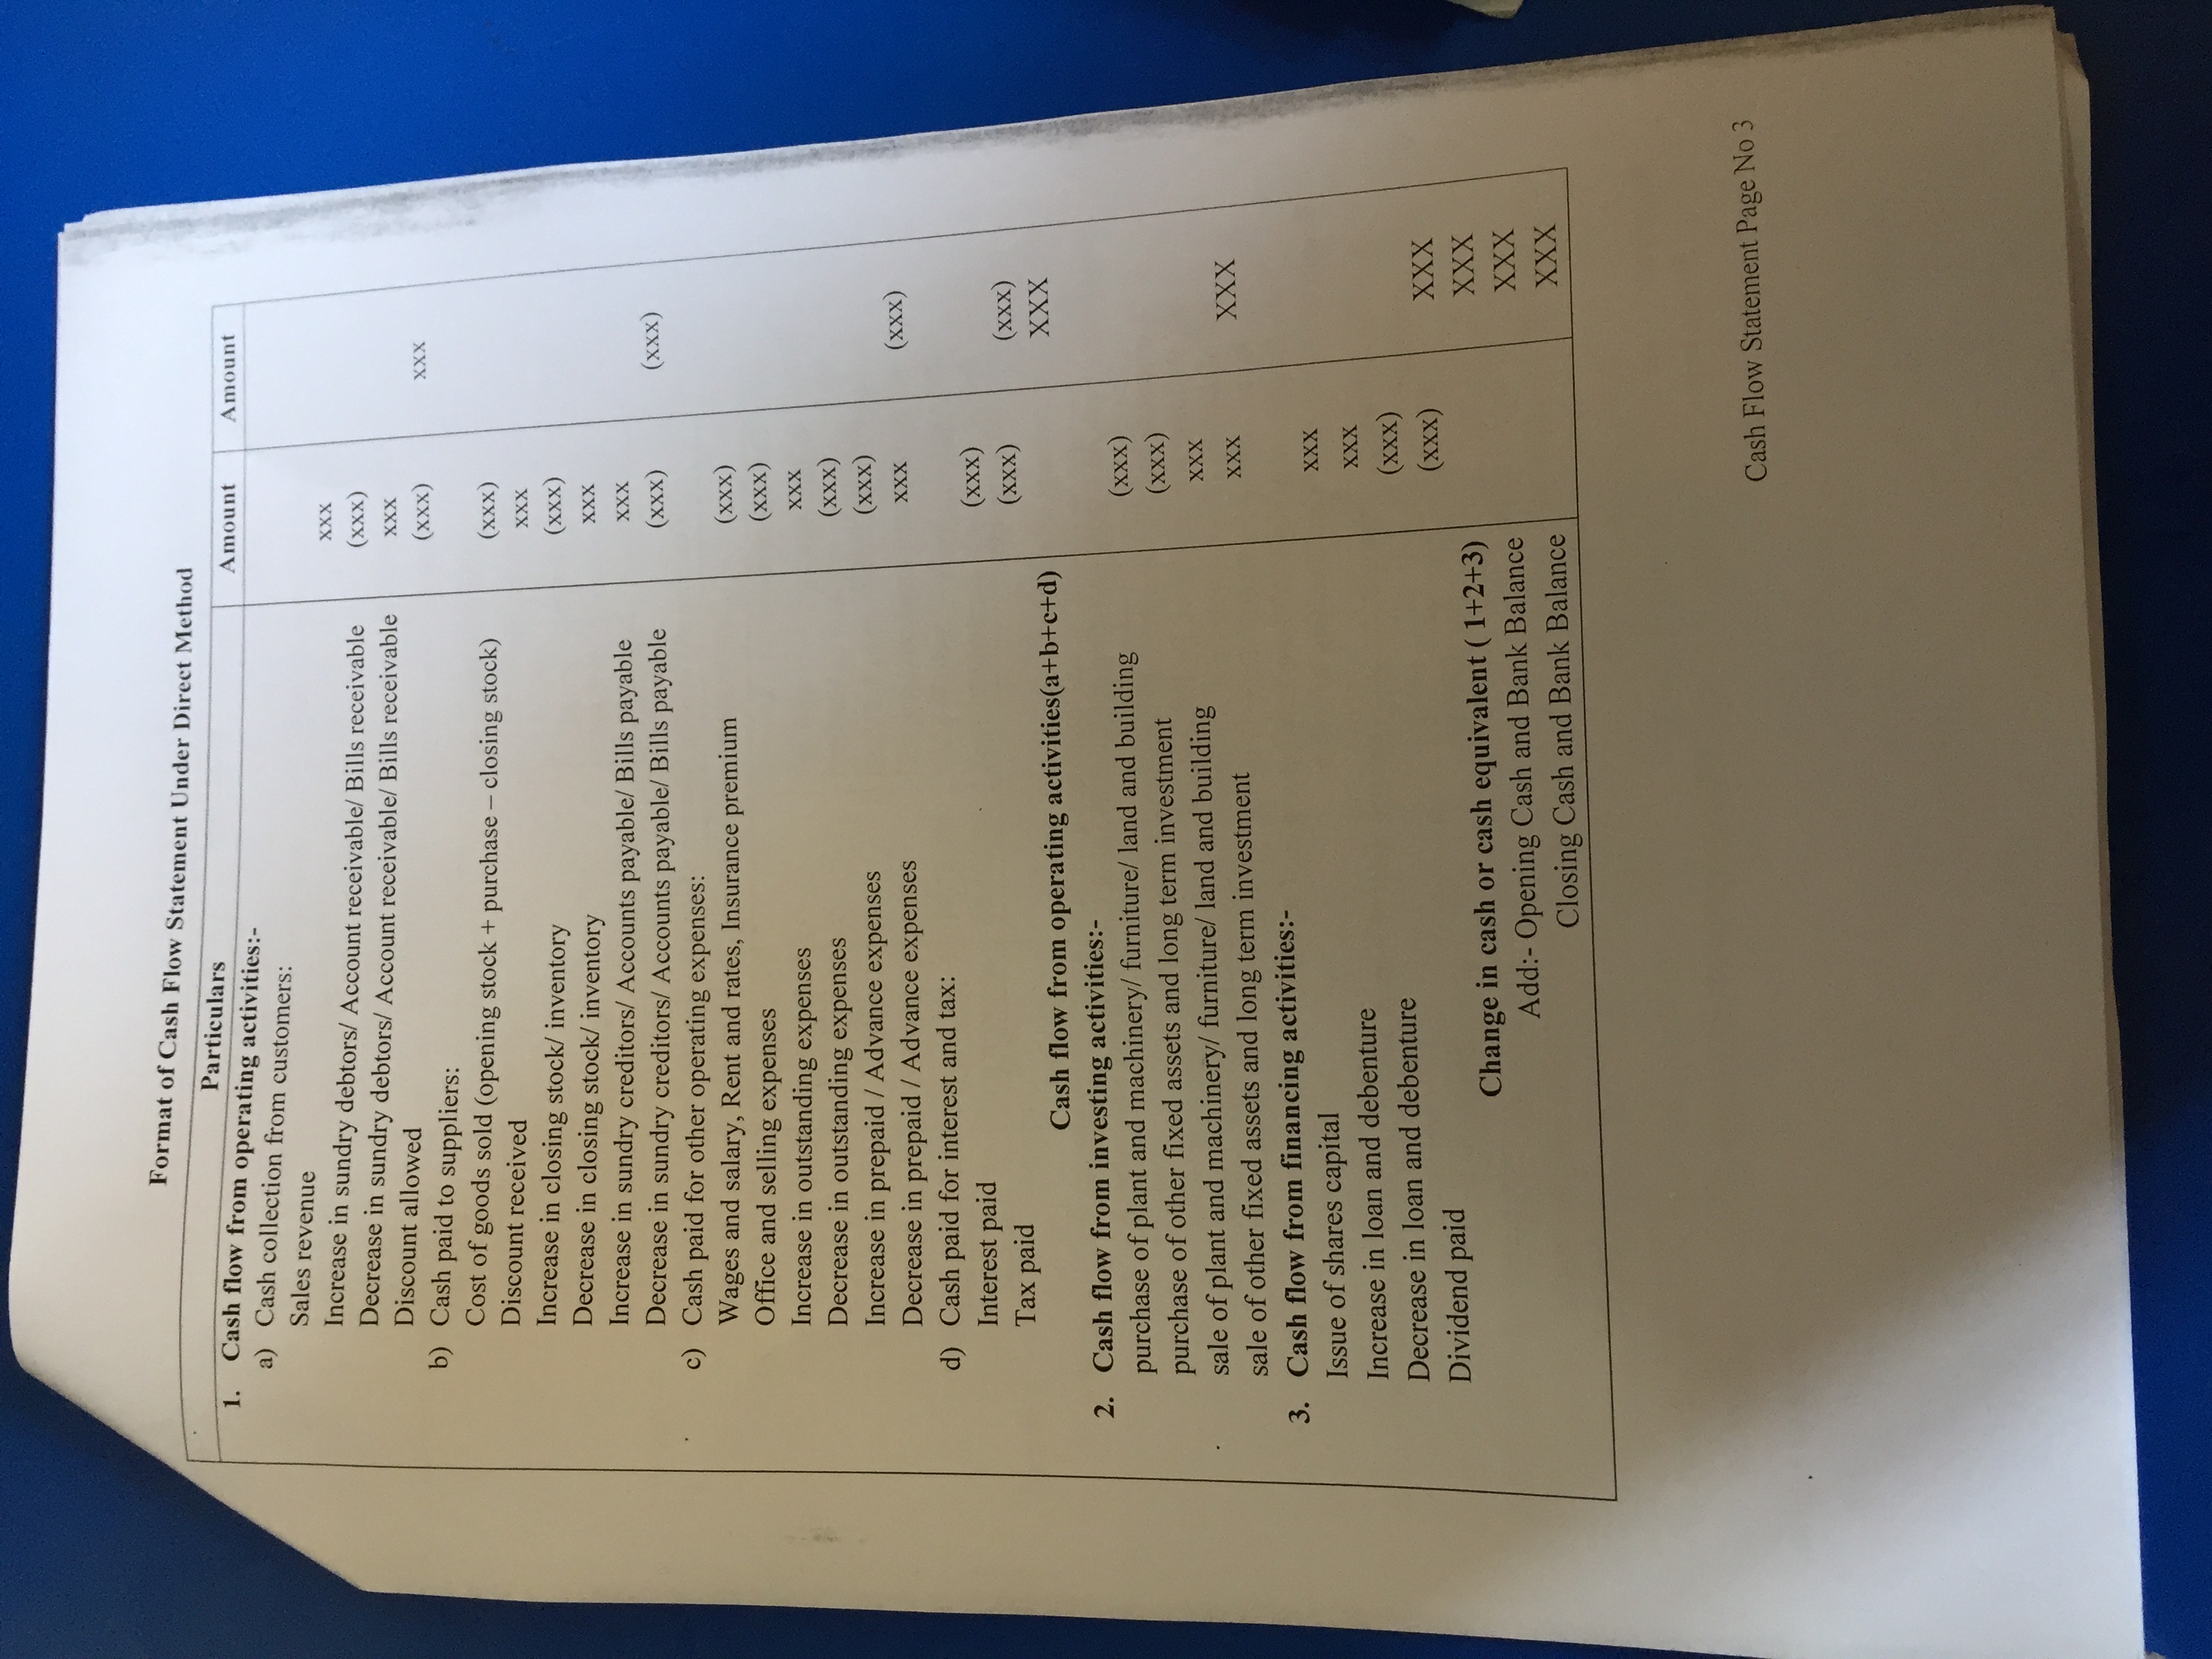 Format of Cash Flow Statement Under Direct Method
Particulars Amount Amount
1. Cash flow from operating activities:-
a) Cash collection from customers:
Sales revenue xxx
Increase in sundry debtors/ Account receivable/ Bills receivable (xxx)
Decrease in sundry debtors/ Account receivable/ Bills receivable xxx
Discount allowed (xxx) xxx
b) Cash paid to suppliers:
Cost of goods sold (opening stock + purchase – closing stock) (xxx)
Discount received xxx
Increase in closing stock/ inventory (xxx)
Decrease in closing stock/ inventory xxx
Increase in sundry creditors/ Accounts payable/ Bills payable xxx
Decrease in sundry creditors/ Accounts payable/ Bills payable (xxx) (xxx)
c) Cash paid for other operating expenses:
Wages and salary, Rent and rates, Insurance premium (xxx)
Office and selling expenses (xxx)
Increase in outstanding expenses xxx
Decrease in outstanding expenses (xxx)
Increase in prepaid / Advance expenses (xxx)
Decrease in prepaid / Advance expenses xxx (xxx)
d) Cash paid for interest and tax:
Interest paid (xxx)
Tax paid (xxx) (xxx)
Cash flow from operating activities(a+b+c+d) XXX
2. Cash flow from investing activities:-
purchase of plant and machinery/ furniture/ land and building (xxx)
purchase of other fixed assets and long term investment (xxx)
sale of plant and machinery/ furniture/ land and building xxx
sale of other fixed assets and long term investment xxx XXX
3. Cash flow from financing activities:-
Issue of shares capital xxx
Increase in loan and debenture xxx
Decrease in loan and debenture (xxx)
Dividend paid (xxx) XXX
Change in cash or cash equivalent ( 1+2+3) XXX
Add:- Opening Cash and Bank Balance XXX
Closing Cash and Bank Balance XXX
Cash Flow Statement Page No 3